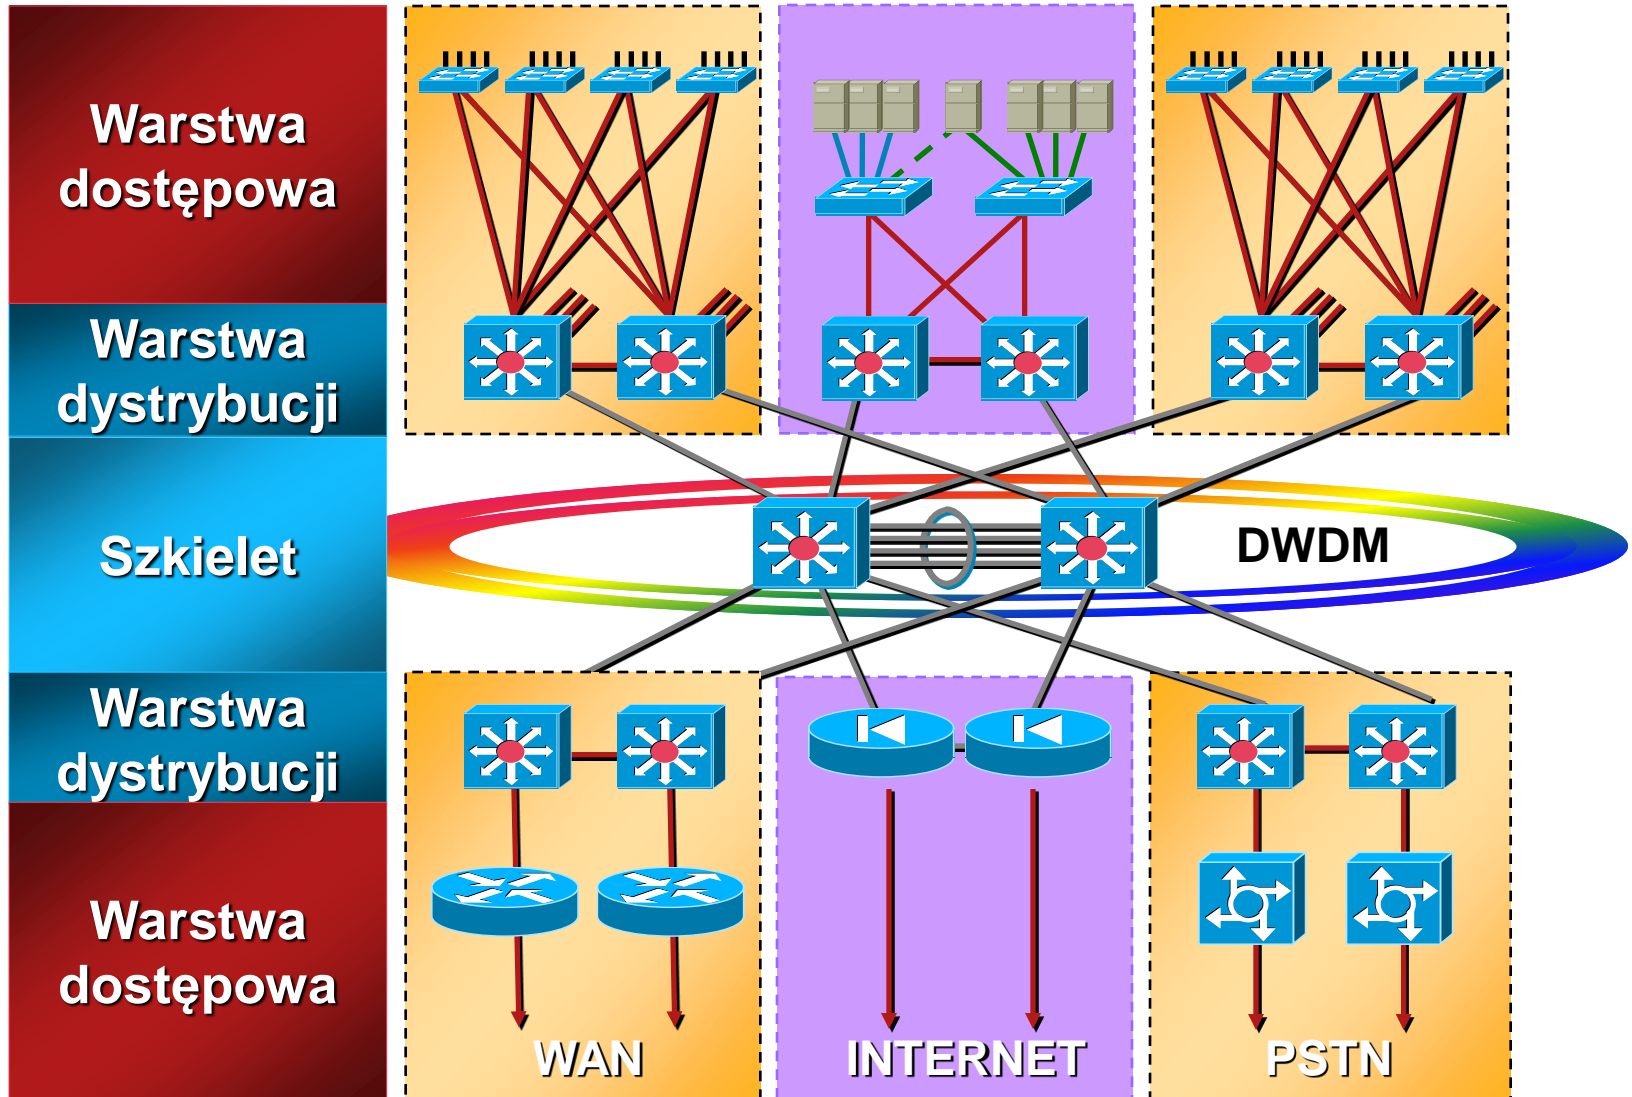 Warstwa
dostępowa
Warstwa
dystrybucji
Szkielet
DWDM
Warstwa
dystrybucji
Warstwa
dostępowa
WAN
INTERNET
PSTN